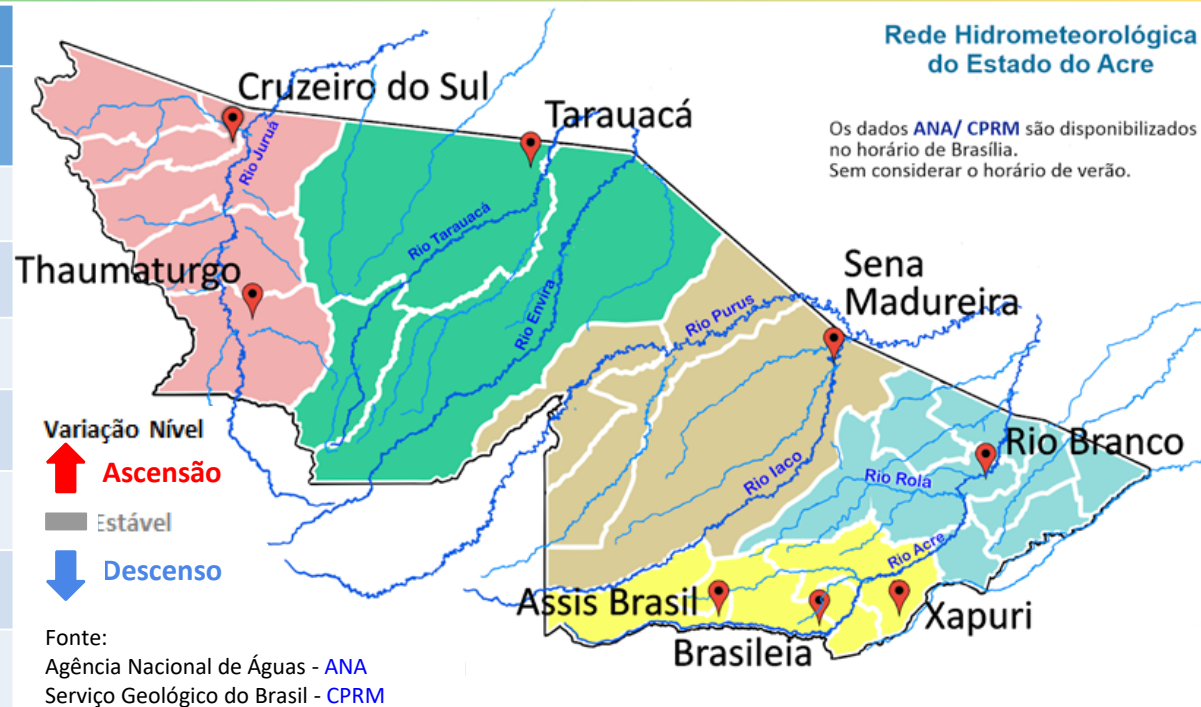 Rede Hidrometeorológica
do Estado do Acre
Os dados ANA/ CPRM são disponibilizados
no horário de Brasília.
Sem considerar o horário de verão.
Cruzeiro do Sul
Tarauacá
Rio Juruá
Rio Tarauacá
Thaumaturgo
Rio Envira
Sena
Madureira
Rio Purus
Rio Branco
Rio Iaco
Rio Rola
Rio Acre
Assis Brasil
Xapuri
Brasileia
Variação Nível
Ascensão
Estável
Descenso
Fonte:
Agência Nacional de Águas - ANA
Serviço Geológico do Brasil - CPRM